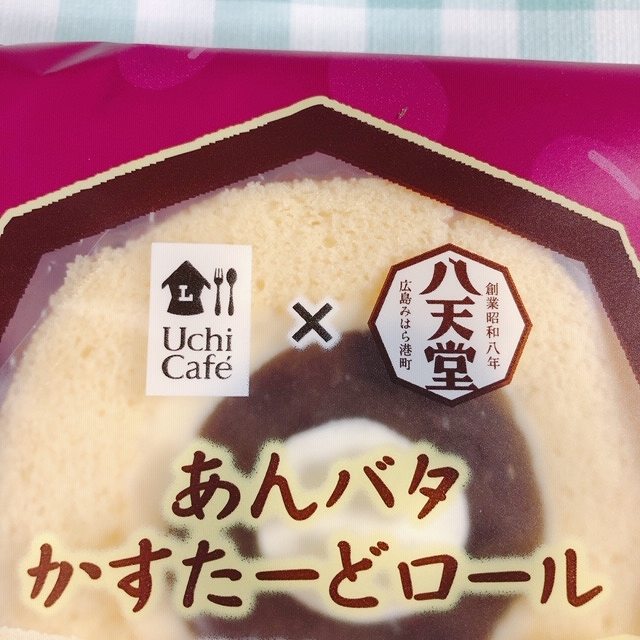 L
Uchi
Café
×
創業昭和八年
八天堂
広島みはら港町
あんバタ
かすたーどロール